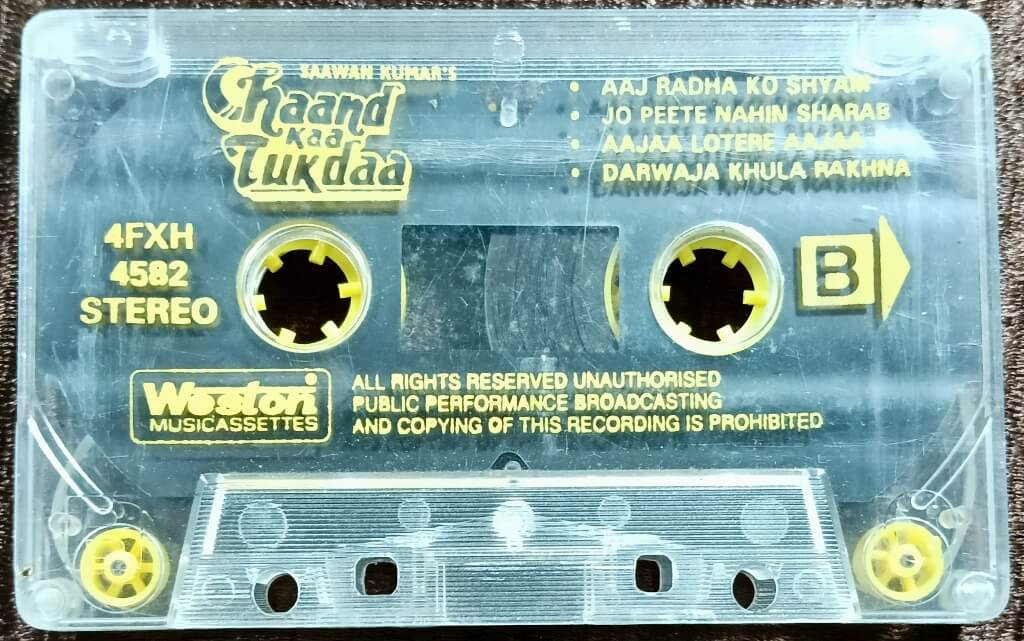 SAAWAN KUMAR'S
Chaand
Kaa
Tukdaa
• AAJ RADHA KO SHYAM
• JO PEETE NAHIN SHARAB
• AAJAA LOTERE AAJAA
• DARWAJA KHULA RAKHNA
4FXH
4582
STEREO
B
Weston
MUSICASSETTES
ALL RIGHTS RESERVED UNAUTHORISED
PUBLIC PERFORMANCE BROADCASTING
AND COPYING OF THIS RECORDING IS PROHIBITED